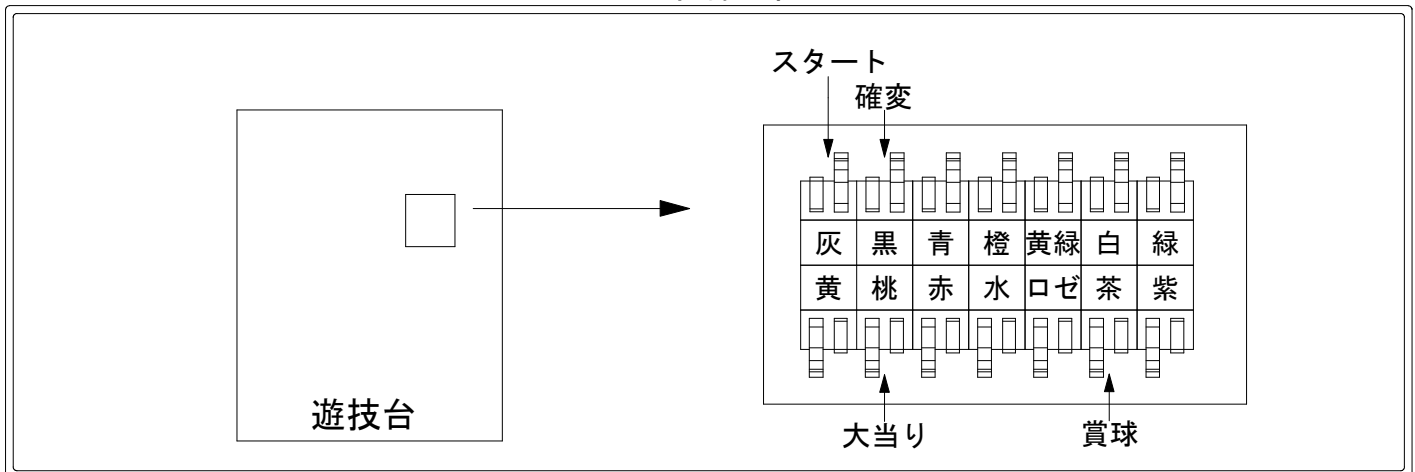 スタート
確変
灰 黒 青 橙 黄緑 白 緑
黄 桃 赤 水 ロゼ 茶 紫
遊技台
大当り
賞球